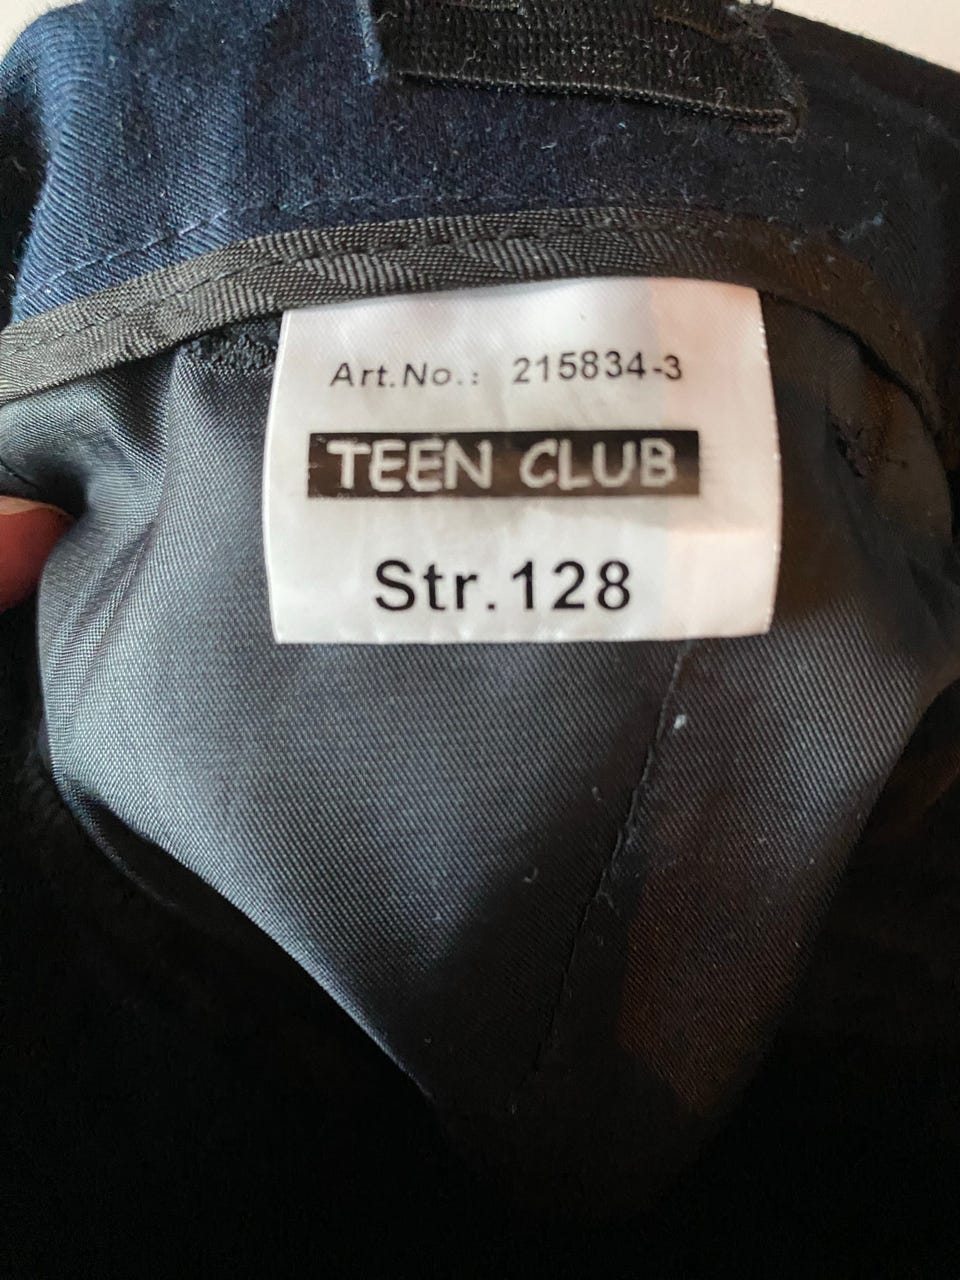 Art.No.: 215834-3
TEEN CLUB
Str.128